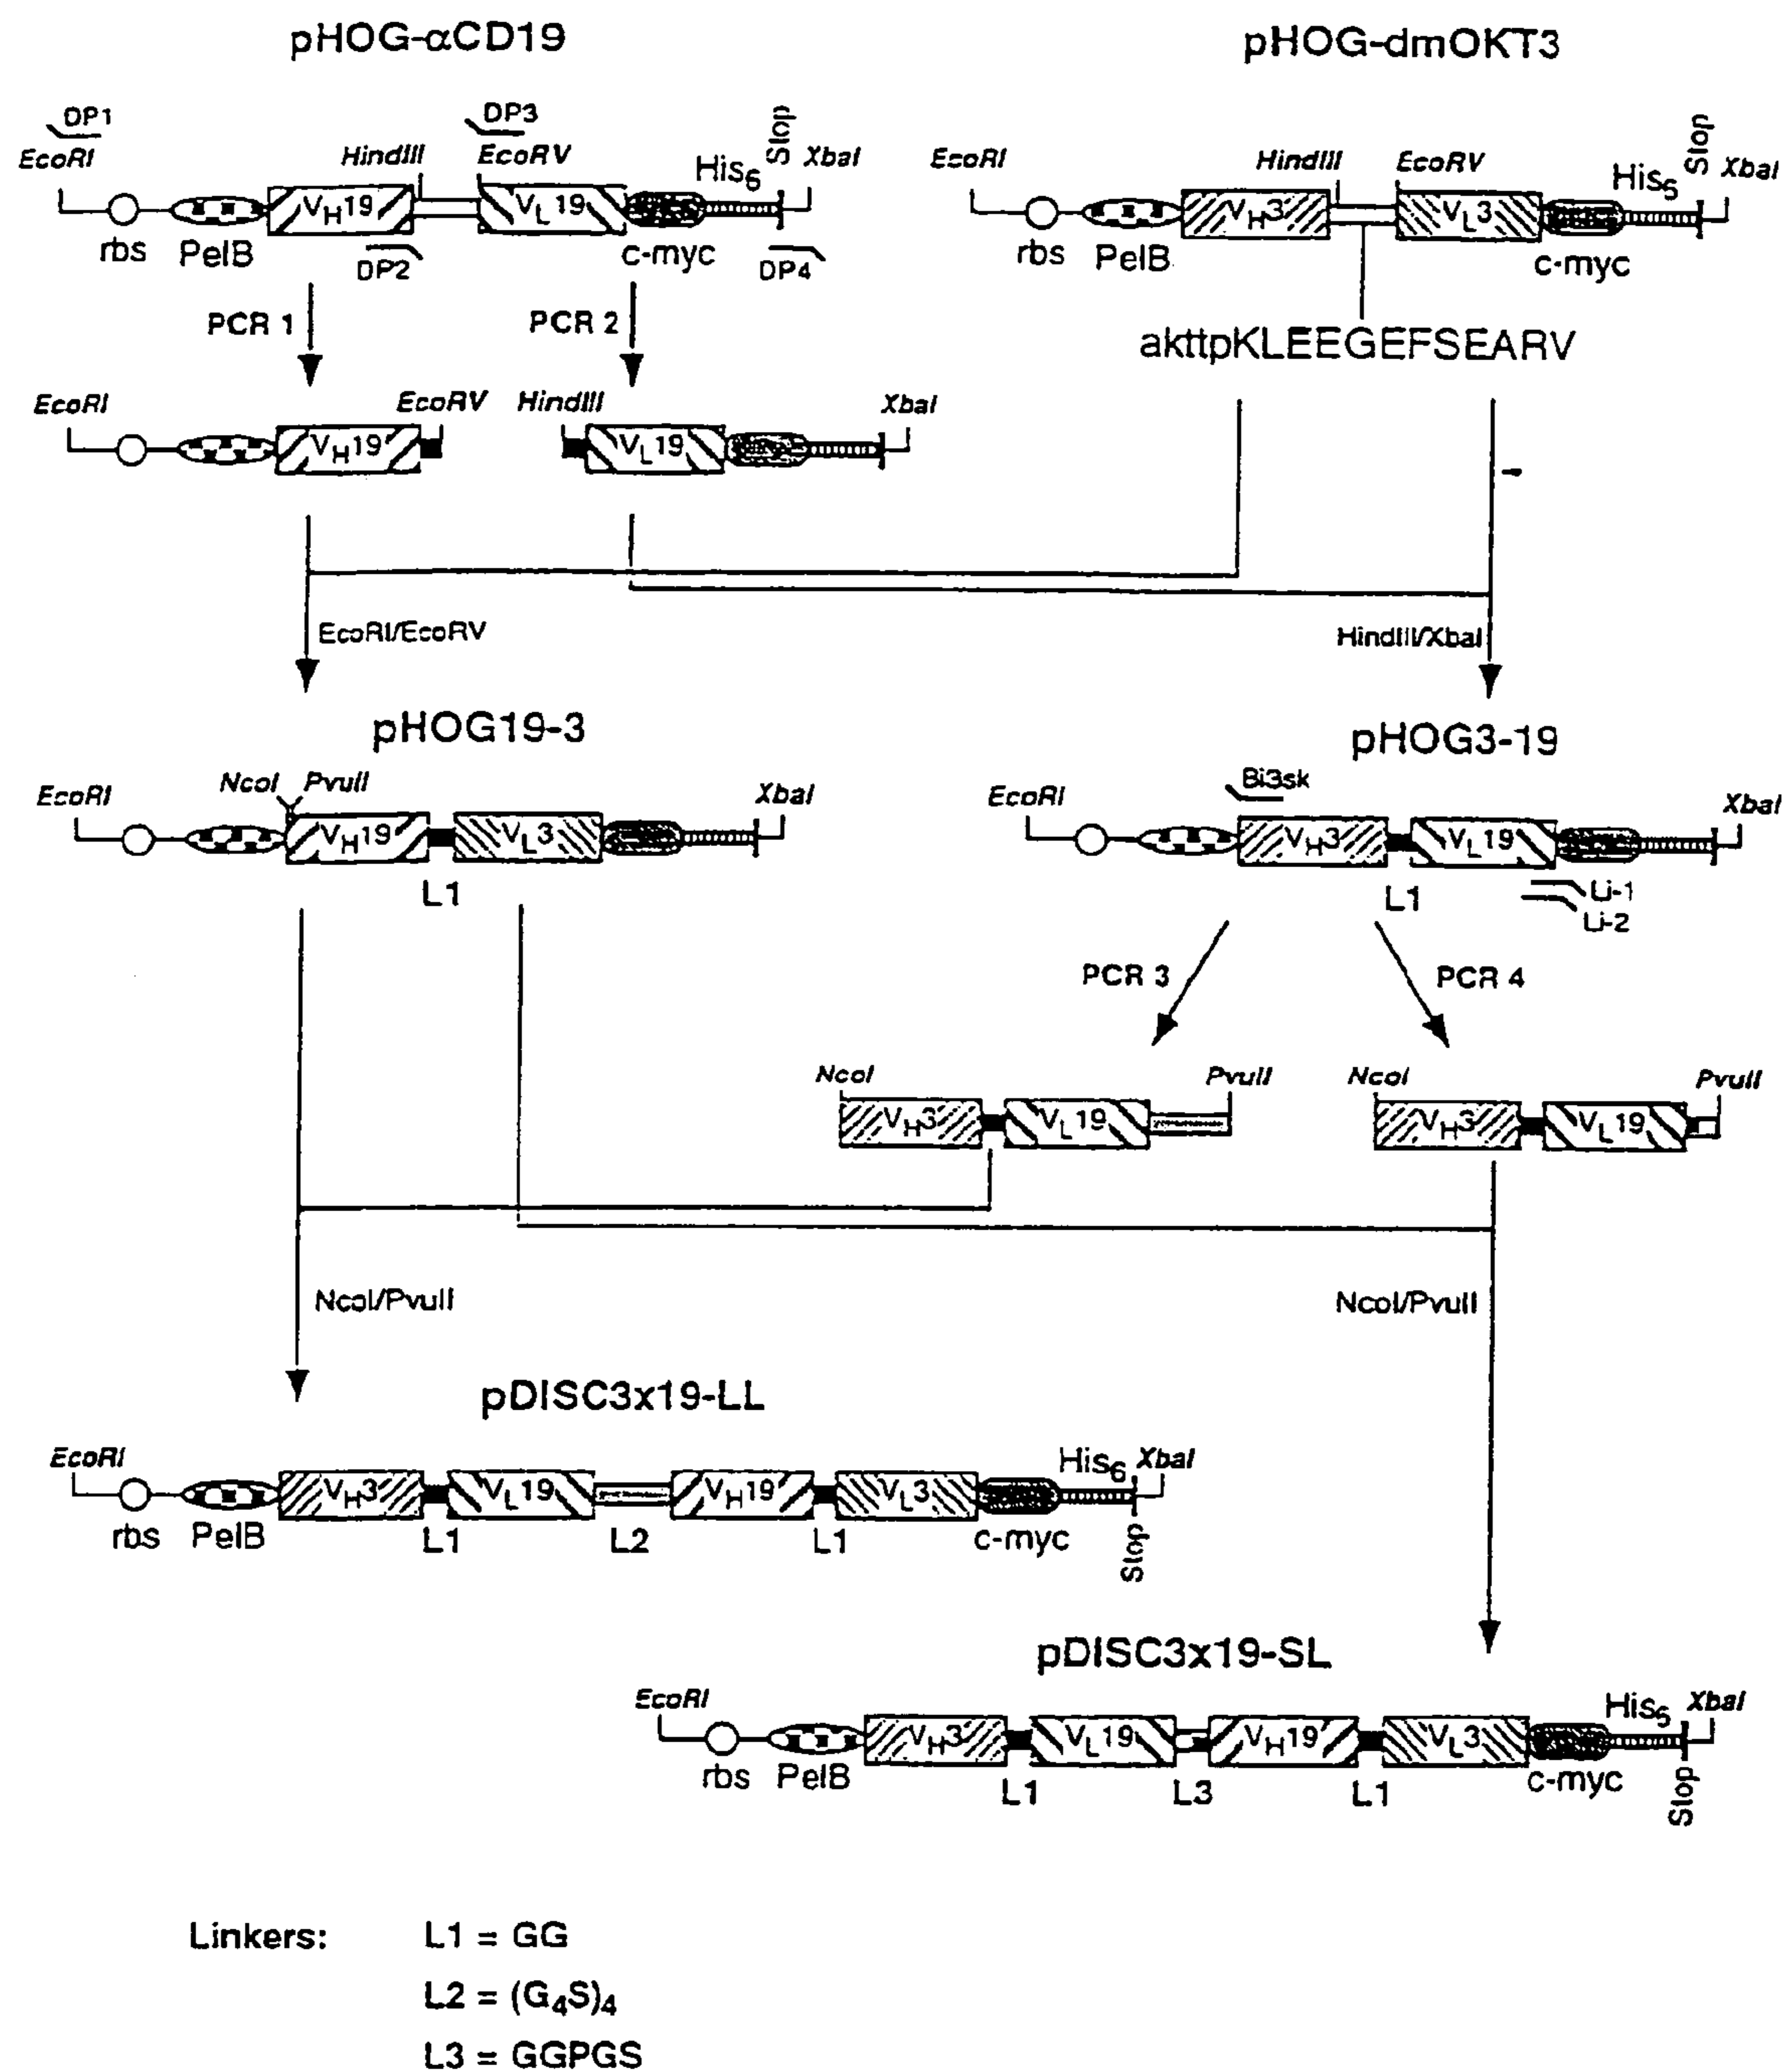 pHOG-αCD19
pHOG-dmOKT3
DP1
DP3
EcoRI
HindIII
EcoRV
His6
Stop
XbaI
VH19
VL19
rbs
PelB
DP2
c-myc
DP4
EcoRI
HindIII
EcoRV
His6
Stop
XbaI
VH3
VL3
rbs
PelB
c-myc
PCR 1
PCR 2
akttpKLEEGEFSEARV
EcoRI
EcoRV
HindIII
XbaI
VH19
VL19
EcoRI/EcoRV
HindIII/XbaI
pHOG19-3
pHOG3-19
EcoRI
NcoI
PvuII
XbaI
VH19
VL3
L1
Bi3sk
EcoRI
XbaI
VH3
VL19
L1
Li-1
Li-2
PCR 3
PCR 4
NcoI
PvuII
VH3
VL19
NcoI
PvuII
VH3
VL19
NcoI/PvuII
NcoI/PvuII
pDISC3x19-LL
EcoRI
His6
XbaI
VH3
VL19
VH19
VL3
rbs
PelB
L1
L2
L1
c-myc
Stop
pDISC3x19-SL
EcoRI
His6
XbaI
VH3
VL19
VH19
VL3
rbs
PelB
L1
L3
L1
c-myc
Stop
Linkers:
L1 = GG
L2 = (G4S)4
L3 = GGPGS